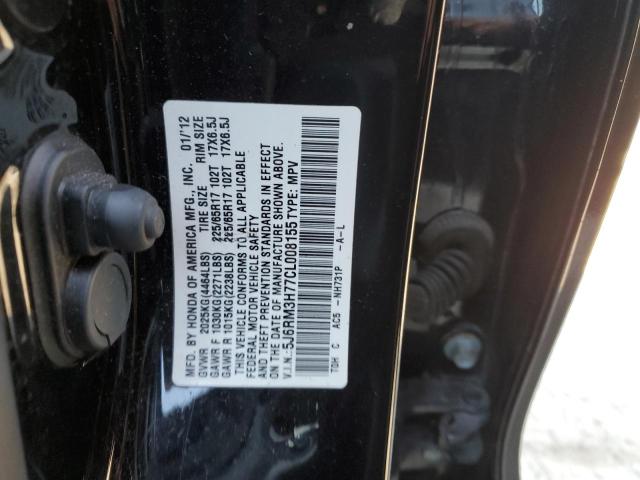 MFD. BY HONDA OF AMERICA MFG., INC. 01/'12
GVWR 2025KG(4464LBS) TIRE SIZE RIM SIZE
GAWR F 1030KG(2271LBS) 225/65R17 102T 17X6.5J
GAWR R 1015KG(2238LBS) 225/65R17 102T 17X6.5J
THIS VEHICLE CONFORMS TO ALL APPLICABLE
FEDERAL MOTOR VEHICLE SAFETY
AND THEFT PREVENTION STANDARDS IN EFFECT
ON THE DATE OF MANUFACTURE SHOWN ABOVE.
V.I.N.:5J6RM3H77CL008155 TYPE: MPV
TQH C AC5 -NH731P -A-L